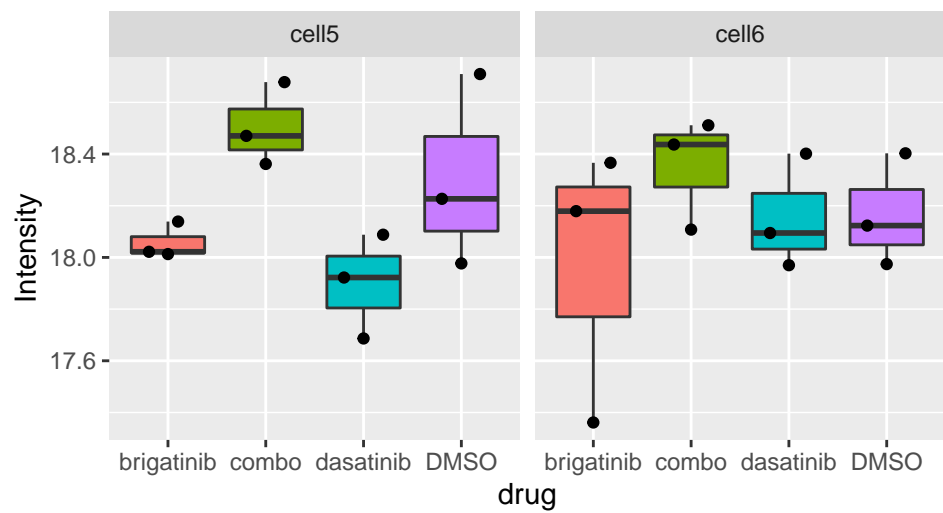 cell5 cell6
Intensity
18.4
18.0
17.6
brigatinib combo dasatinib DMSO brigatinib combo dasatinib DMSO
drug